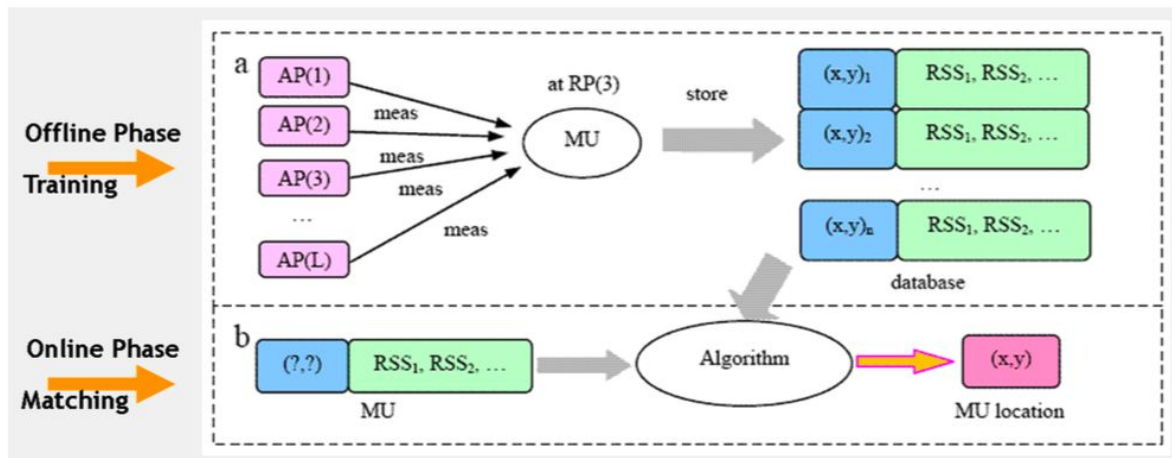 Offline Phase
Training
a
AP(1)
AP(2)
AP(3)
...
AP(L)
meas
meas
meas
meas
at RP(3)
MU
store
(x,y)₁ RSS₁, RSS₂, ...
(x,y)₂ RSS₁, RSS₂, ...
...
(x,y)ₙ RSS₁, RSS₂, ...
database
Online Phase
Matching
b
(?,?) RSS₁, RSS₂, ...
MU
Algorithm
(x,y)
MU location